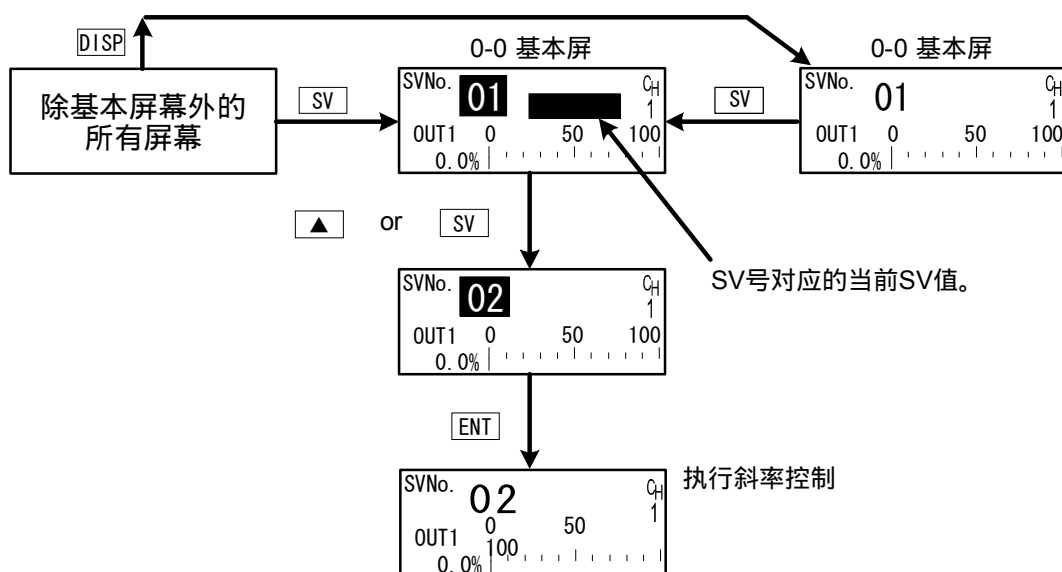 DISP
0-0 基本屏
0-0 基本屏
除基本屏幕外的
所有屏幕
SV
SVNo. 01 CH
1
OUT1 0 50 100
0.0%
SV
SVNo. 01 CH
1
OUT1 0 50 100
0.0%
▲ or SV
SV号对应的当前SV值。
SVNo. 02 CH
1
OUT1 0 50 100
0.0%
ENT
SVNo. 02 CH
1
OUT1 0 50
100
0.0%
执行斜率控制